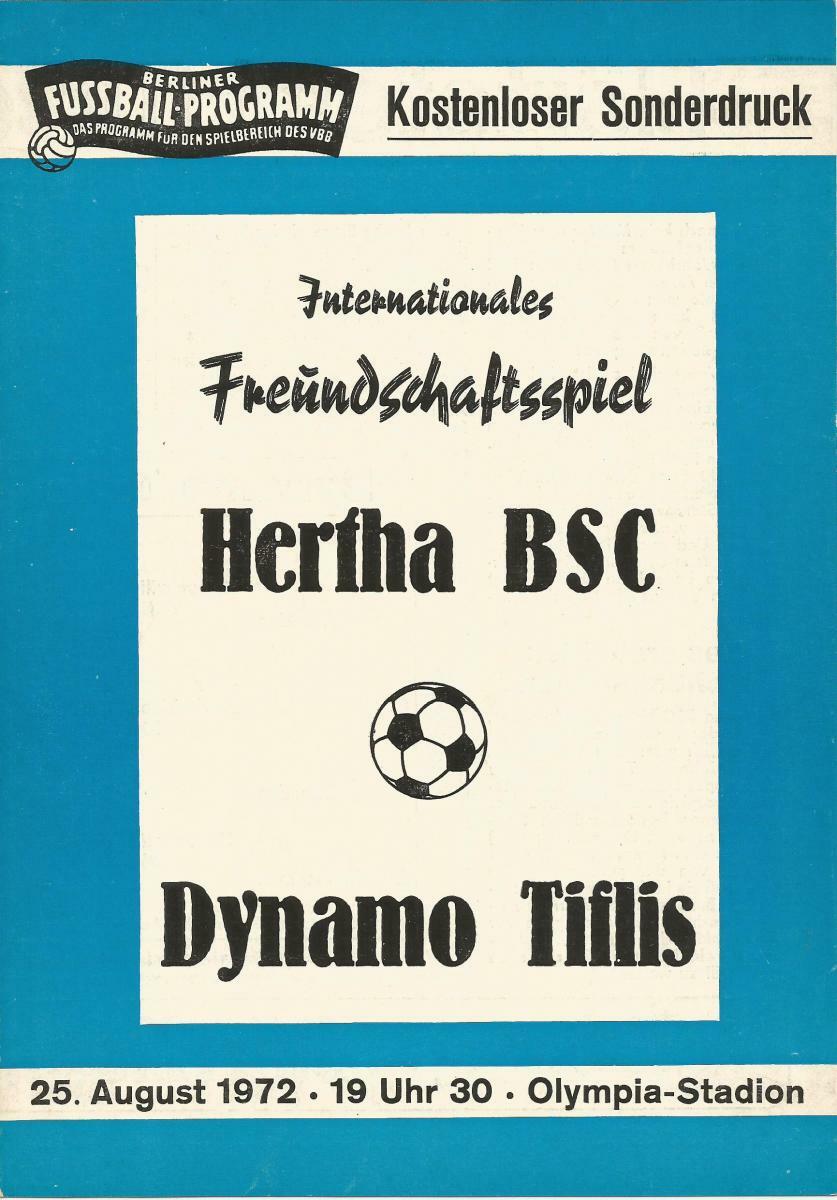 BERLINER
FUSSBALL-PROGRAMM
DAS PROGRAMM FÜR DEN SPIELBEREICH DES VBB
Kostenloser Sonderdruck
Internationales
Freundschaftsspiel
Hertha BSC
Dynamo Tiflis
25. August 1972 • 19 Uhr 30 • Olympia-Stadion